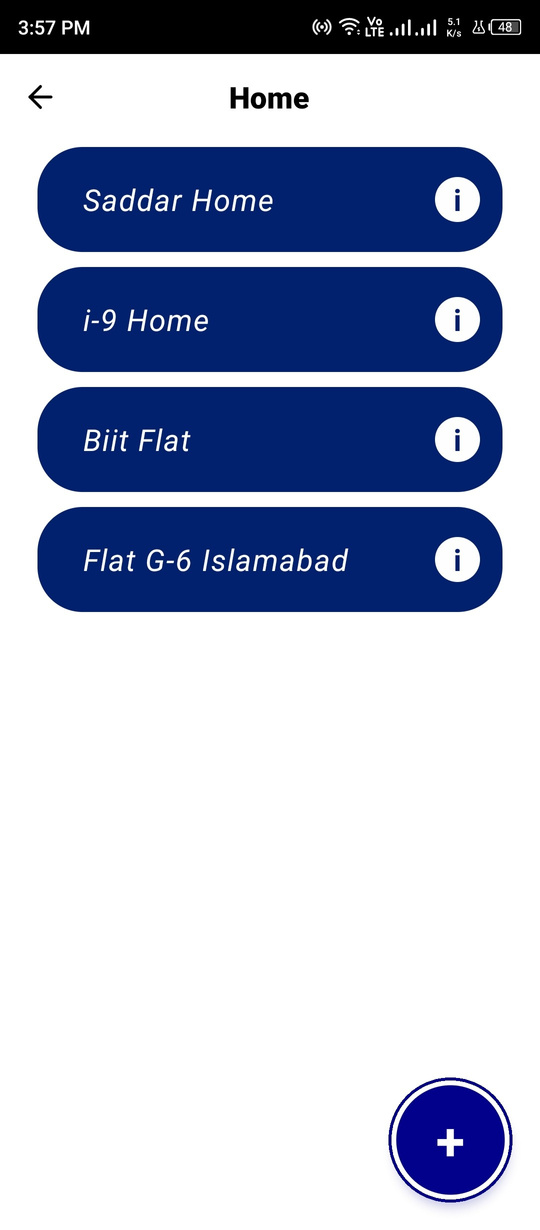 3:57 PM
Vo
LTE
5.1
K/s
48
Home
Saddar Home
i
i-9 Home
i
Biit Flat
i
Flat G-6 Islamabad
i
+